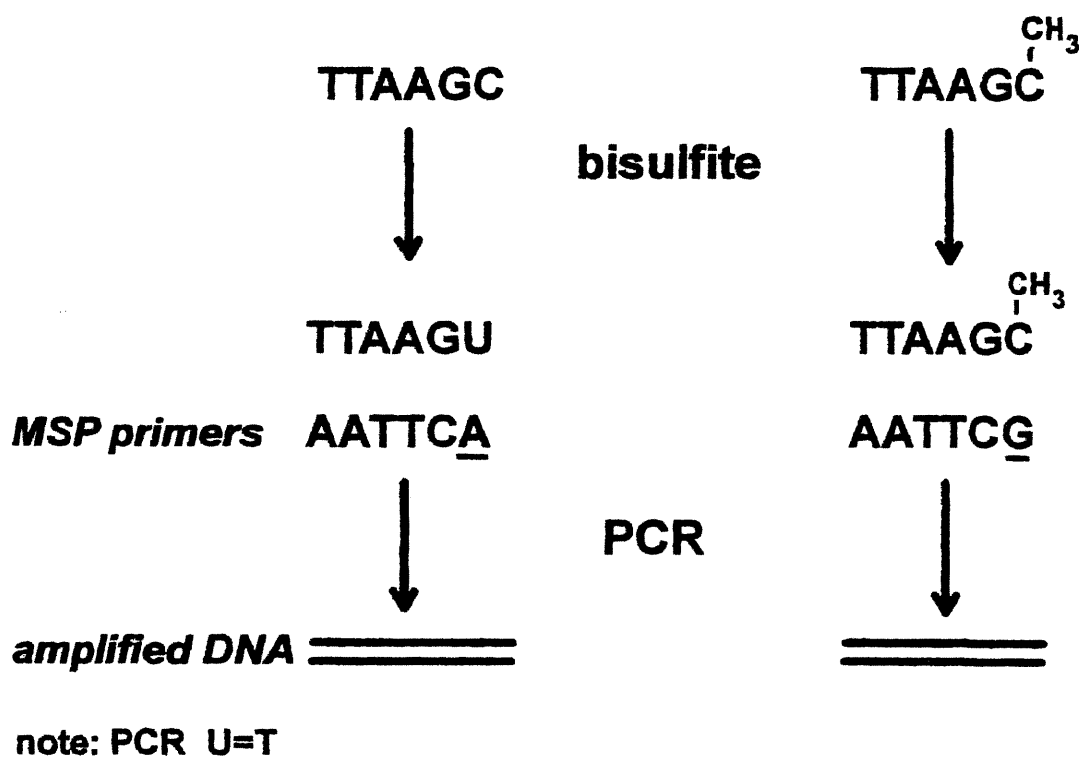 CH3
TTAAGC TTAAGC
bisulfite
CH3
TTAAGU TTAAGC
MSP primers AATTCA AATTCG
PCR
amplified DNA
note: PCR U=T